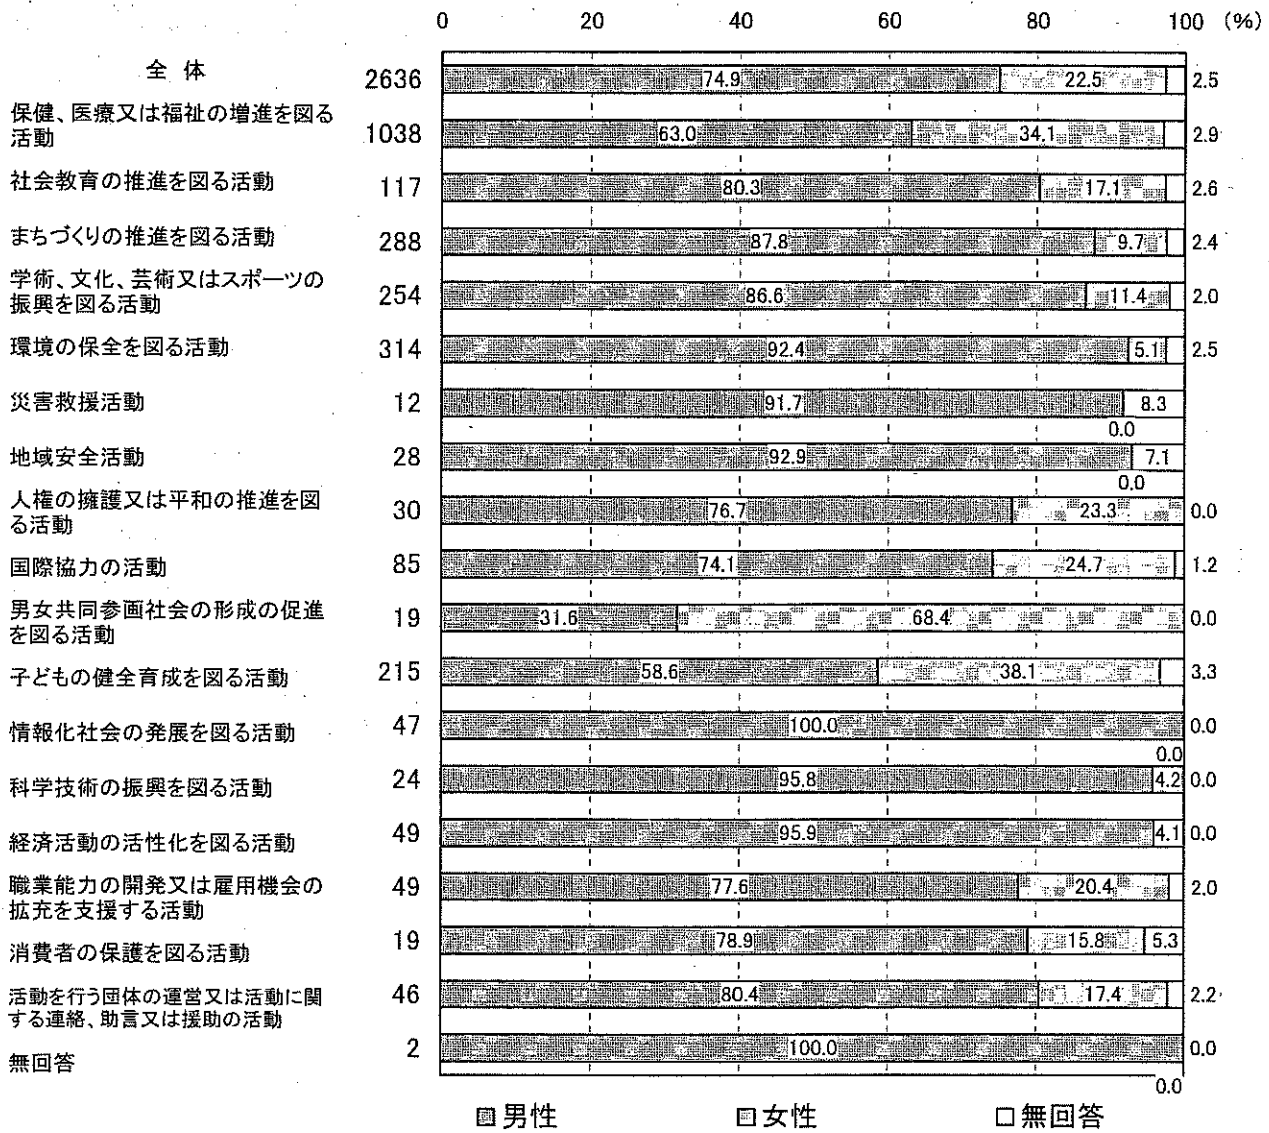 0 20 40 60 80 100 (%)
全 体 2636 74.9 22.5 2.5
保健、医療又は福祉の増進を図る
活動 1038 63.0 34.1 2.9
社会教育の推進を図る活動 117 80.3 17.1 2.6
まちづくりの推進を図る活動 288 87.8 9.7 2.4
学術、文化、芸術又はスポーツの
振興を図る活動 254 86.6 11.4 2.0
環境の保全を図る活動 314 92.4 5.1 2.5
災害救援活動 12 91.7 8.3
0.0
地域安全活動 28 92.9 7.1
0.0
人権の擁護又は平和の推進を図
る活動 30 76.7 23.3 0.0
国際協力の活動 85 74.1 24.7 1.2
男女共同参画社会の形成の促進
を図る活動 19 31.6 68.4 0.0
子どもの健全育成を図る活動 215 58.6 38.1 3.3
情報化社会の発展を図る活動 47 100.0 0.0
0.0
科学技術の振興を図る活動 24 95.8 4.2 0.0
経済活動の活性化を図る活動 49 95.9 4.1 0.0
職業能力の開発又は雇用機会の
拡充を支援する活動 49 77.6 20.4 2.0
消費者の保護を図る活動 19 78.9 15.8 5.3
活動を行う団体の運営又は活動に関
する連絡、助言又は援助の活動 46 80.4 17.4 2.2
無回答 2 100.0 0.0
0.0
男性 女性 無回答